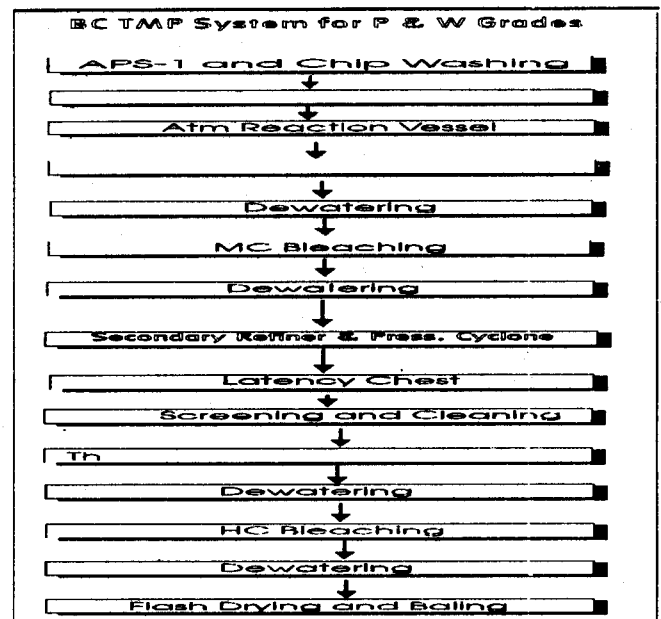 BC TMP System for P & W Grades
APS-1 and Chip Washing
Atm Reaction Vessel
Dewatering
MC Bleaching
Dewatering
Secondary Refiner & Press. Cyclone
Latency Chest
Screening and Cleaning
Th
Dewatering
HC Bleaching
Dewatering
Flash Drying and Baling